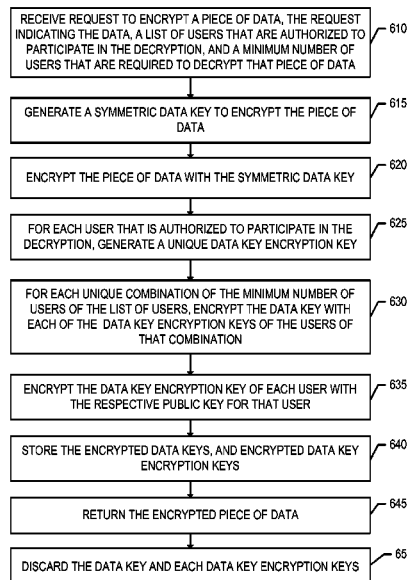 RECEIVE REQUEST TO ENCRYPT A PIECE OF DATA, THE REQUEST
INDICATING THE DATA, A LIST OF USERS THAT ARE AUTHORIZED TO
PARTICIPATE IN THE DECRYPTION, AND A MINIMUM NUMBER OF
USERS THAT ARE REQUIRED TO DECRYPT THAT PIECE OF DATA
610
GENERATE A SYMMETRIC DATA KEY TO ENCRYPT THE PIECE OF
DATA
615
ENCRYPT THE PIECE OF DATA WITH THE SYMMETRIC DATA KEY
620
FOR EACH USER THAT IS AUTHORIZED TO PARTICIPATE IN THE
DECRYPTION, GENERATE A UNIQUE DATA KEY ENCRYPTION KEY
625
FOR EACH UNIQUE COMBINATION OF THE MINIMUM NUMBER OF
USERS OF THE LIST OF USERS, ENCRYPT THE DATA KEY WITH
EACH OF THE DATA KEY ENCRYPTION KEYS OF THE USERS OF
THAT COMBINATION
630
ENCRYPT THE DATA KEY ENCRYPTION KEY OF EACH USER WITH
THE RESPECTIVE PUBLIC KEY FOR THAT USER
635
STORE THE ENCRYPTED DATA KEYS, AND ENCRYPTED DATA KEY
ENCRYPTION KEYS
640
RETURN THE ENCRYPTED PIECE OF DATA
645
DISCARD THE DATA KEY AND EACH DATA KEY ENCRYPTION KEYS
65